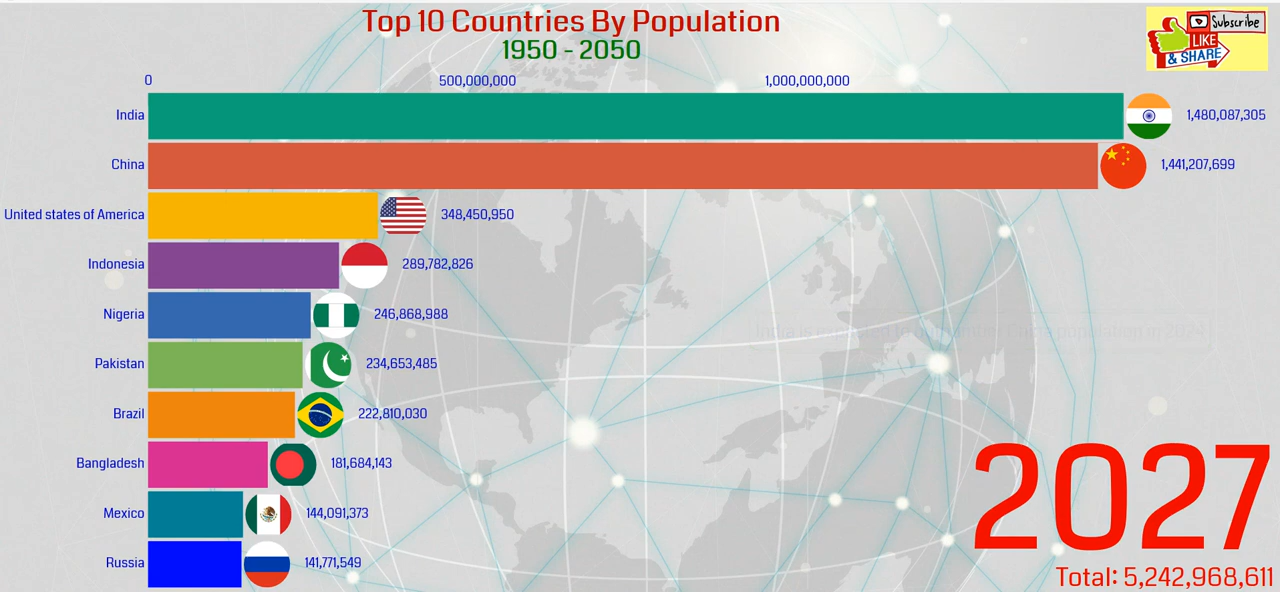 Top 10 Countries By Population
1950 - 2050
Subscribe
LIKE
& SHARE
0 500,000,000 1,000,000,000
India 1,480,087,305
China 1,441,207,699
United states of America 348,450,950
Indonesia 289,782,826
Nigeria 246,868,988
Pakistan 234,653,485
Brazil 222,810,030
Bangladesh 181,684,143
Mexico 144,091,373
Russia 141,771,549
2027
Total: 5,242,968,611